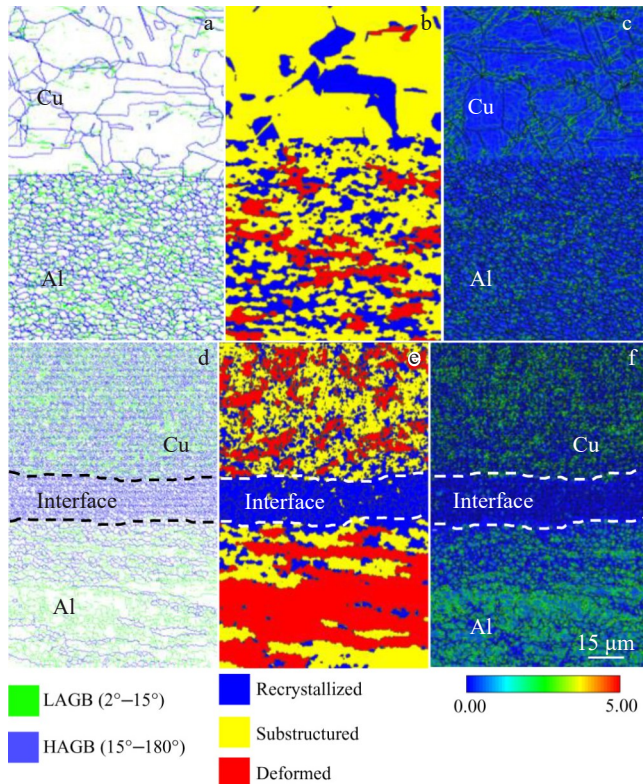 a
b
c
Cu
Cu
Al
Al
d
e
f
Cu
Cu
Interface
Interface
Interface
Al
Al
15 μm
LAGB (2°−15°)
HAGB (15°−180°)
Recrystallized
Substructured
Deformed
0.00
5.00